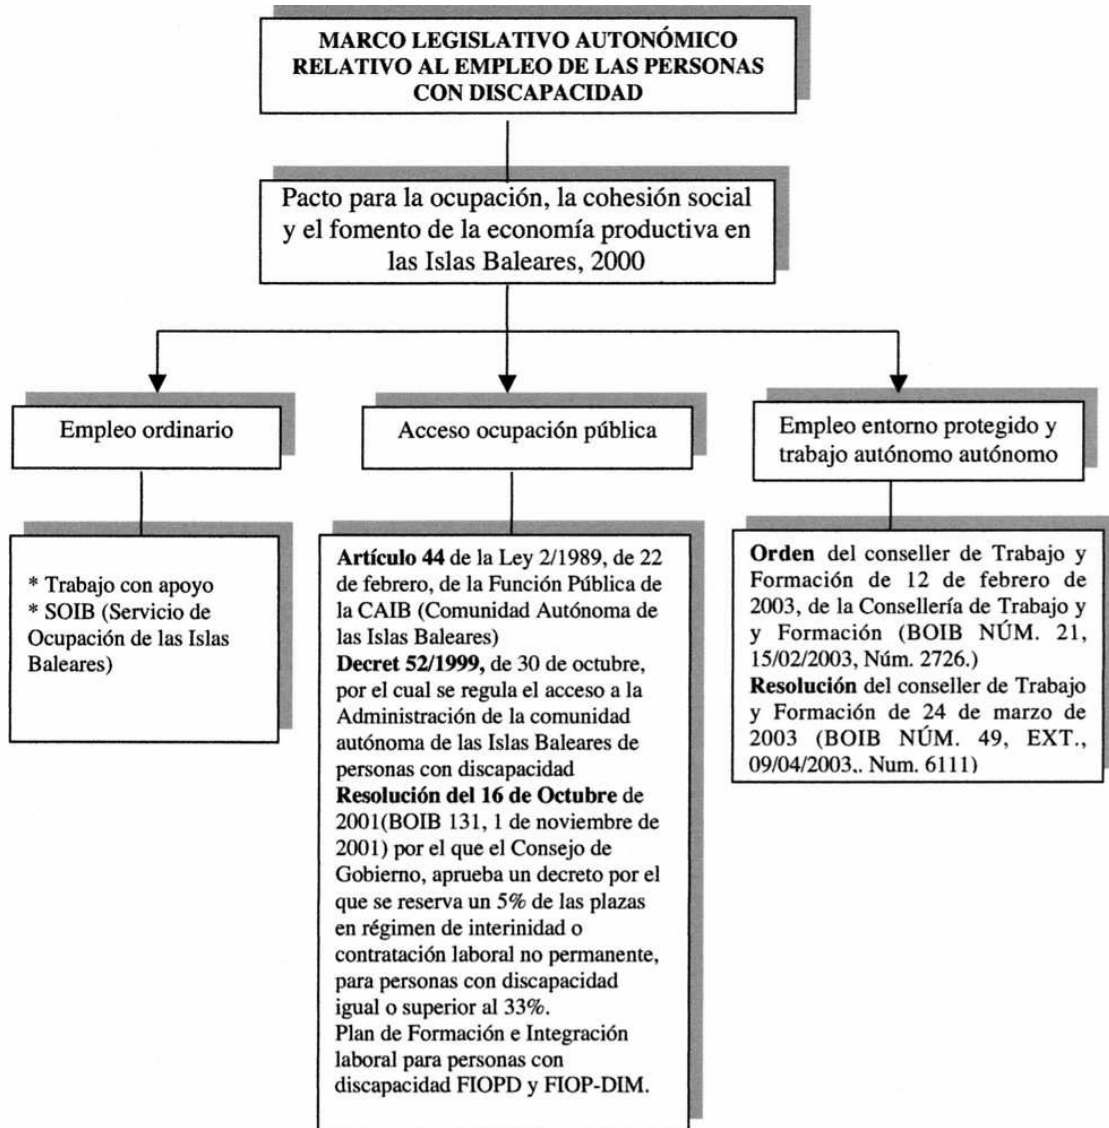 MARCO LEGISLATIVO AUTONÓMICO
RELATIVO AL EMPLEO DE LAS PERSONAS
CON DISCAPACIDAD
Pacto para la ocupación, la cohesión social
y el fomento de la economía productiva en
las Islas Baleares, 2000
Empleo ordinario
Acceso ocupación pública
Empleo entorno protegido y
trabajo autónomo autónomo
* Trabajo con apoyo
* SOIB (Servicio de
Ocupación de las Islas
Baleares)
Artículo 44 de la Ley 2/1989, de 22
de febrero, de la Función Pública de
la CAIB (Comunidad Autónoma de
las Islas Baleares)
Decret 52/1999, de 30 de octubre,
por el cual se regula el acceso a la
Administración de la comunidad
autónoma de las Islas Baleares de
personas con discapacidad
Resolución del 16 de Octubre de
2001(BOIB 131, 1 de noviembre de
2001) por el que el Consejo de
Gobierno, aprueba un decreto por el
que se reserva un 5% de las plazas
en régimen de interinidad o
contratación laboral no permanente,
para personas con discapacidad
igual o superior al 33%.
Plan de Formación e Integración
laboral para personas con
discapacidad FIOPD y FIOP-DIM.
Orden del conseller de Trabajo y
Formación de 12 de febrero de
2003, de la Consellería de Trabajo y
y Formación (BOIB NÚM. 21,
15/02/2003, Núm. 2726.)
Resolución del conseller de Trabajo
y Formación de 24 de marzo de
2003 (BOIB NÚM. 49, EXT.,
09/04/2003,. Num. 6111)